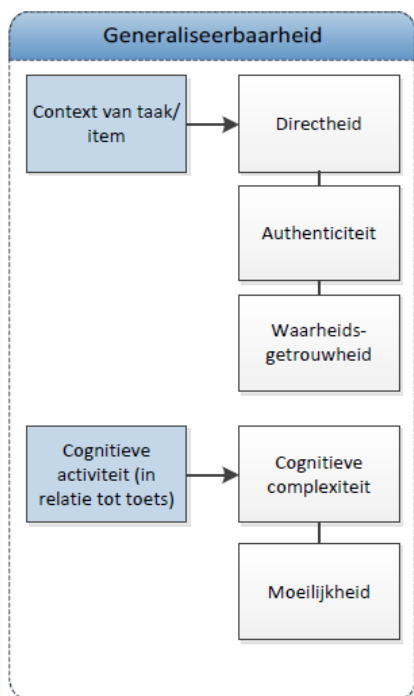 Generaliseerbaarheid
Context van taak/
item
Directheid
Authenticiteit
Waarheids-
getrouwheid
Cognitieve
activiteit (in
relatie tot toets)
Cognitieve
complexiteit
Moeilijkheid